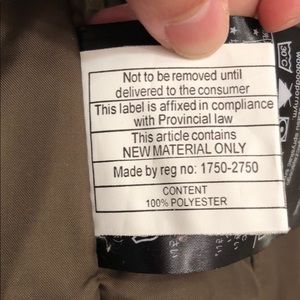 Not to be removed until
delivered to the consumer
This label is affixed in compliance
with Provincial law
This article contains
NEW MATERIAL ONLY
Made by reg no: 1750-2750
CONTENT
100% POLYESTER
30°C